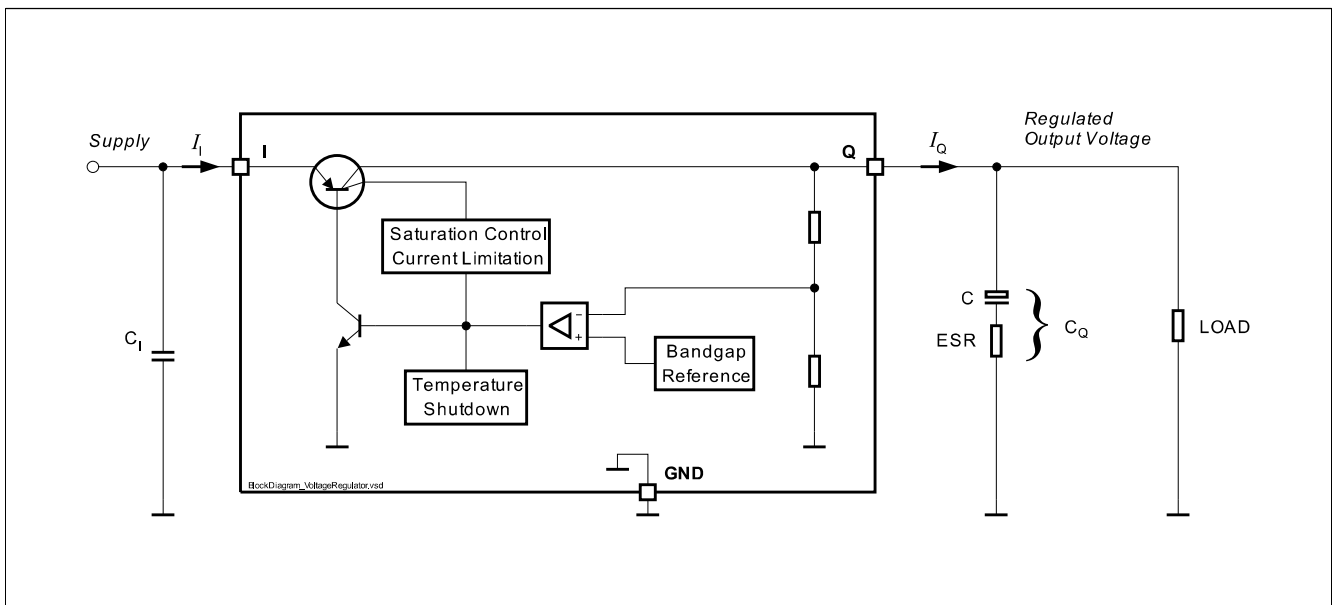 Supply
I_I
I
Q
I_Q
Regulated
Output Voltage
Saturation Control
Current Limitation
C_I
-
+
Bandgap
Reference
Temperature
Shutdown
C
ESR
}
C_Q
LOAD
GND
BlockDiagram_VoltageRegulator.vsd